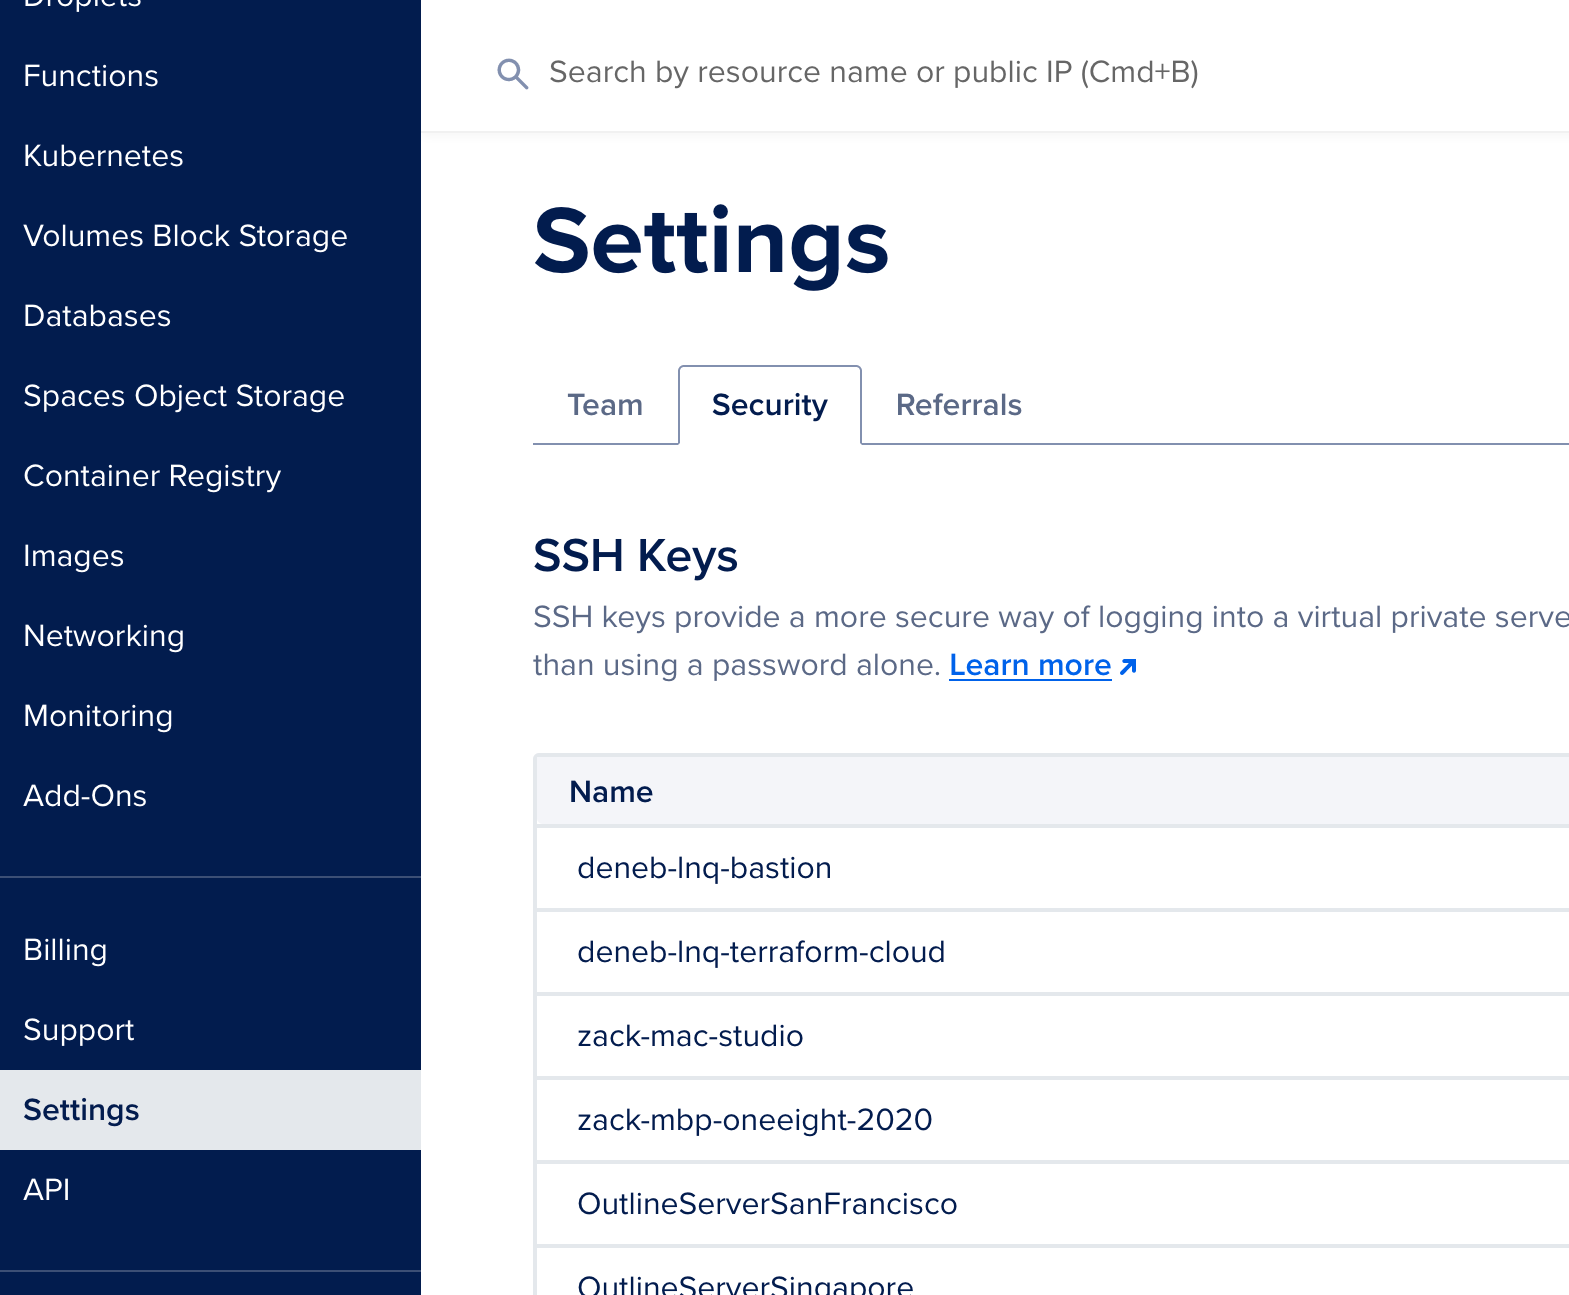 Droplets
Functions
Kubernetes
Volumes Block Storage
Databases
Spaces Object Storage
Container Registry
Images
Networking
Monitoring
Add-Ons
Billing
Support
Settings
API
Search by resource name or public IP (Cmd+B)
Settings
Team
Security
Referrals
SSH Keys
SSH keys provide a more secure way of logging into a virtual private serve
than using a password alone. Learn more
Name
deneb-lnq-bastion
deneb-lnq-terraform-cloud
zack-mac-studio
zack-mbp-oneeight-2020
OutlineServerSanFrancisco
OutlineServerSingapore